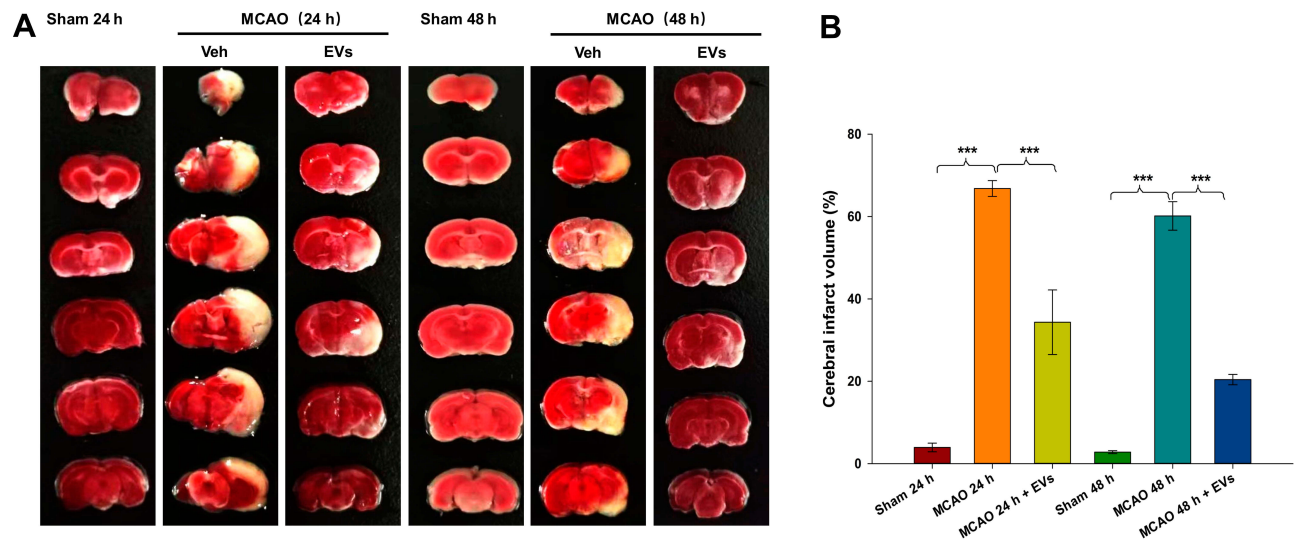 A
Sham 24 h
MCAO (24 h)
Sham 48 h
MCAO (48 h)
Veh
EVs
Veh
EVs
B
Cerebral infarct volume (%)
80
60
40
20
0
***
***
***
***
Sham 24 h
MCAO 24 h
MCAO 24 h + EVs
Sham 48 h
MCAO 48 h
MCAO 48 h + EVs